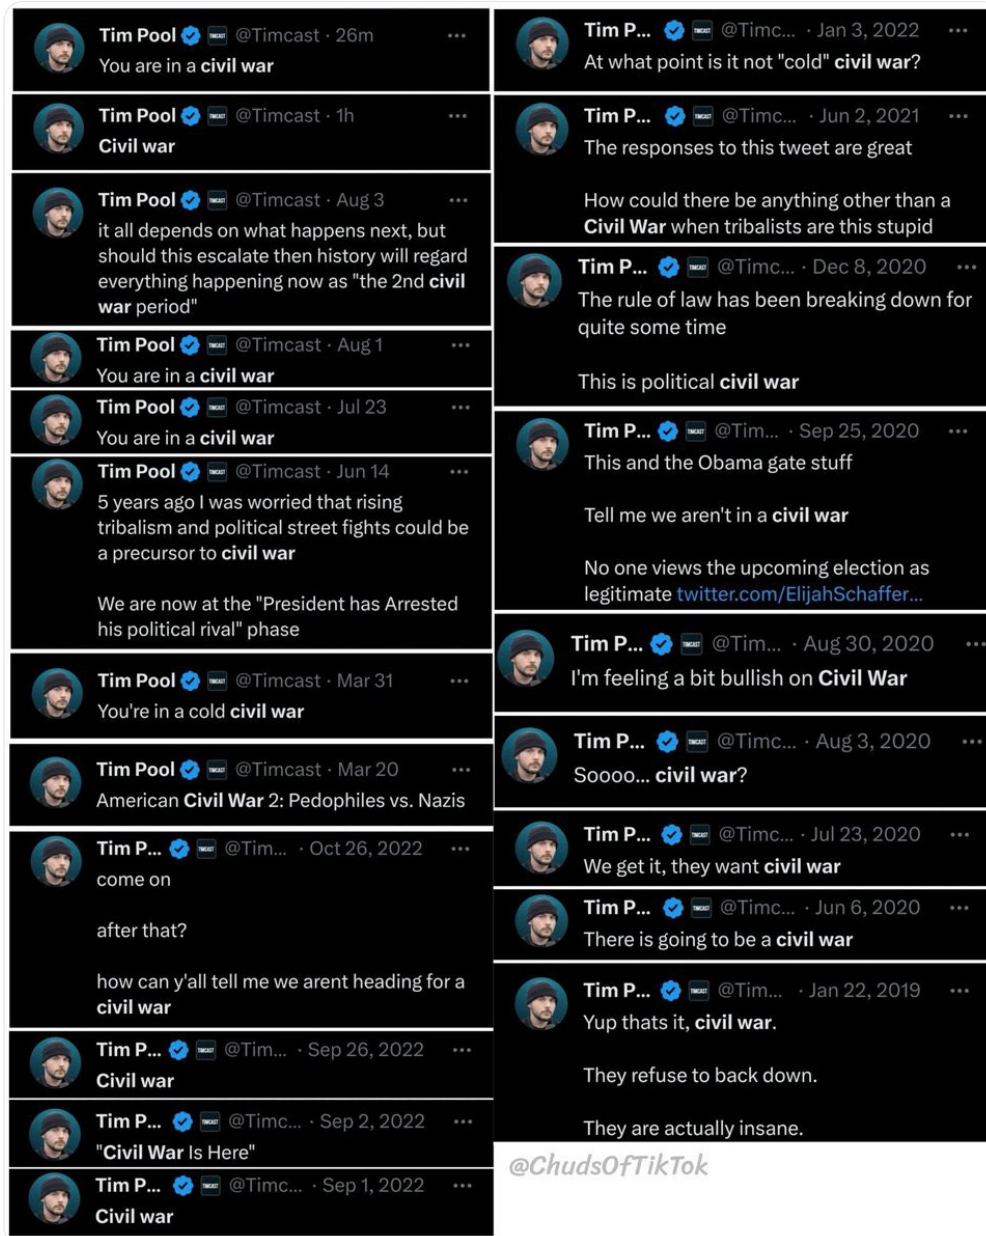 Tim Pool @Timcast · 26m
You are in a civil war
Tim Pool @Timcast · 1h
Civil war
Tim Pool @Timcast · Aug 3
it all depends on what happens next, but
should this escalate then history will regard
everything happening now as "the 2nd civil
war period"
Tim Pool @Timcast · Aug 1
You are in a civil war
Tim Pool @Timcast · Jul 23
You are in a civil war
Tim Pool @Timcast · Jun 14
5 years ago I was worried that rising
tribalism and political street fights could be
a precursor to civil war
We are now at the "President has Arrested
his political rival" phase
Tim Pool @Timcast · Mar 31
You're in a cold civil war
Tim Pool @Timcast · Mar 20
American Civil War 2: Pedophiles vs. Nazis
Tim P... @Tim... · Oct 26, 2022
come on
after that?
how can y'all tell me we arent heading for a
civil war
Tim P... @Tim... · Sep 26, 2022
Civil war
Tim P... @Timc... · Sep 2, 2022
"Civil War Is Here"
Tim P... @Timc... · Sep 1, 2022
Civil war
Tim P... @Timc... · Jan 3, 2022
At what point is it not "cold" civil war?
Tim P... @Timc... · Jun 2, 2021
The responses to this tweet are great
How could there be anything other than a
Civil War when tribalists are this stupid
Tim P... @Timc... · Dec 8, 2020
The rule of law has been breaking down for
quite some time
This is political civil war
Tim P... @Tim... · Sep 25, 2020
This and the Obama gate stuff
Tell me we aren't in a civil war
No one views the upcoming election as
legitimate twitter.com/ElijahSchaffer...
Tim P... @Tim... · Aug 30, 2020
I'm feeling a bit bullish on Civil War
Tim P... @Timc... · Aug 3, 2020
Soooo... civil war?
Tim P... @Timc... · Jul 23, 2020
We get it, they want civil war
Tim P... @Timc... · Jun 6, 2020
There is going to be a civil war
Tim P... @Tim... · Jan 22, 2019
Yup thats it, civil war.
They refuse to back down.
They are actually insane.
@ChudsOfTikTok